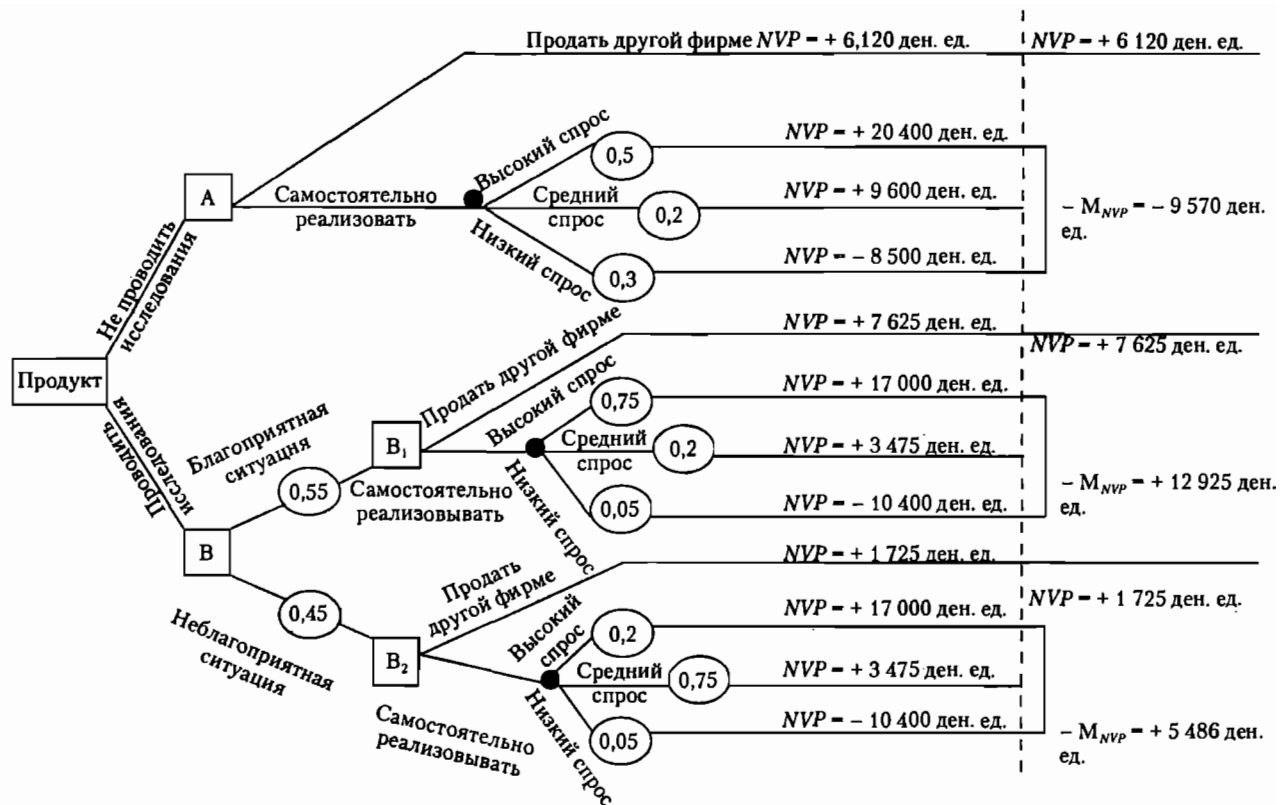 Продать другой фирме NVP = + 6,120 ден. ед.
NVP = + 6 120 ден. ед.
Высокий спрос
0,5
NVP = + 20 400 ден. ед.
А
Самостоятельно
реализовать
Средний
спрос
0,2
NVP = + 9 600 ден. ед.
– M_NVP = – 9 570 ден.
ед.
Низкий спрос
0,3
NVP = – 8 500 ден. ед.
Не проводить
исследования
Продукт
Проводить
исследования
Продать другой фирме
NVP = + 7 625 ден. ед.
NVP = + 7 625 ден. ед.
Благоприятная
ситуацня
0,55
B₁
Самостоятельно
реализовывать
Высокий спрос
0,75
NVP = + 17 000 ден. ед.
Средний
спрос
0,2
NVP = + 3 475 ден. ед.
– M_NVP = + 12 925 ден.
ед.
Низкий спрос
0,05
NVP = – 10 400 ден. ед.
В
Неблагоприятная
ситуация
0,45
B₂
Продать
другой фирме
NVP = + 1 725 ден. ед.
NVP = + 1 725 ден. ед.
Самостоятельно
реализовывать
Высокий
спрос
0,2
NVP = + 17 000 ден. ед.
Средний
спрос
0,75
NVP = + 3 475 ден. ед.
Низкий спрос
0,05
NVP = – 10 400 ден. ед.
– M_NVP = + 5 486 ден.
ед.